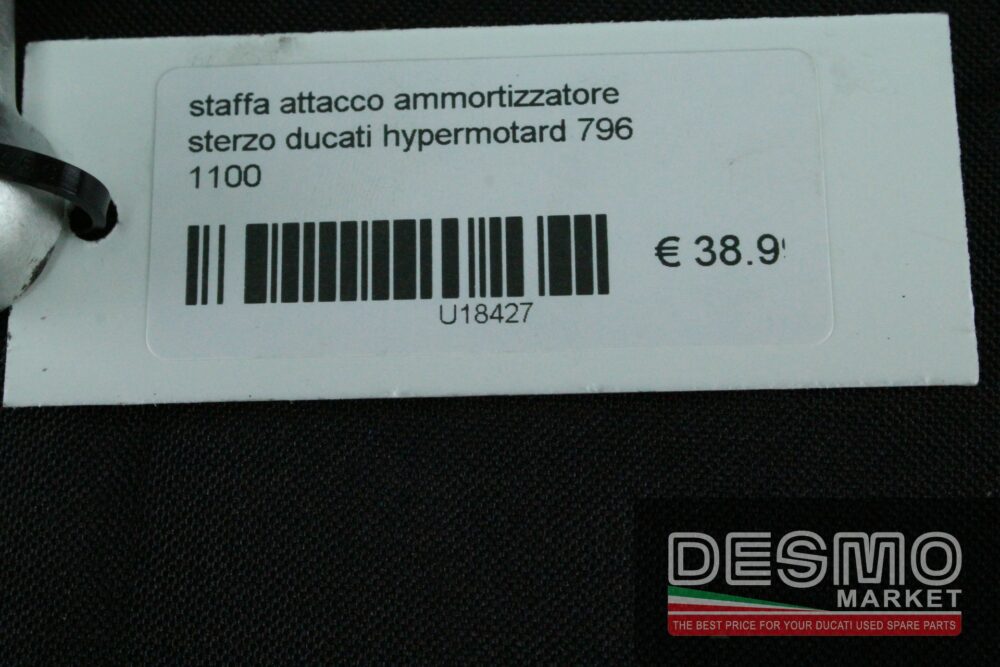 staffa attacco ammortizzatore
sterzo ducati hypermotard 796
1100
€ 38.9
U18427
DESMO
MARKET
THE BEST PRICE FOR YOUR DUCATI USED SPARE PARTS